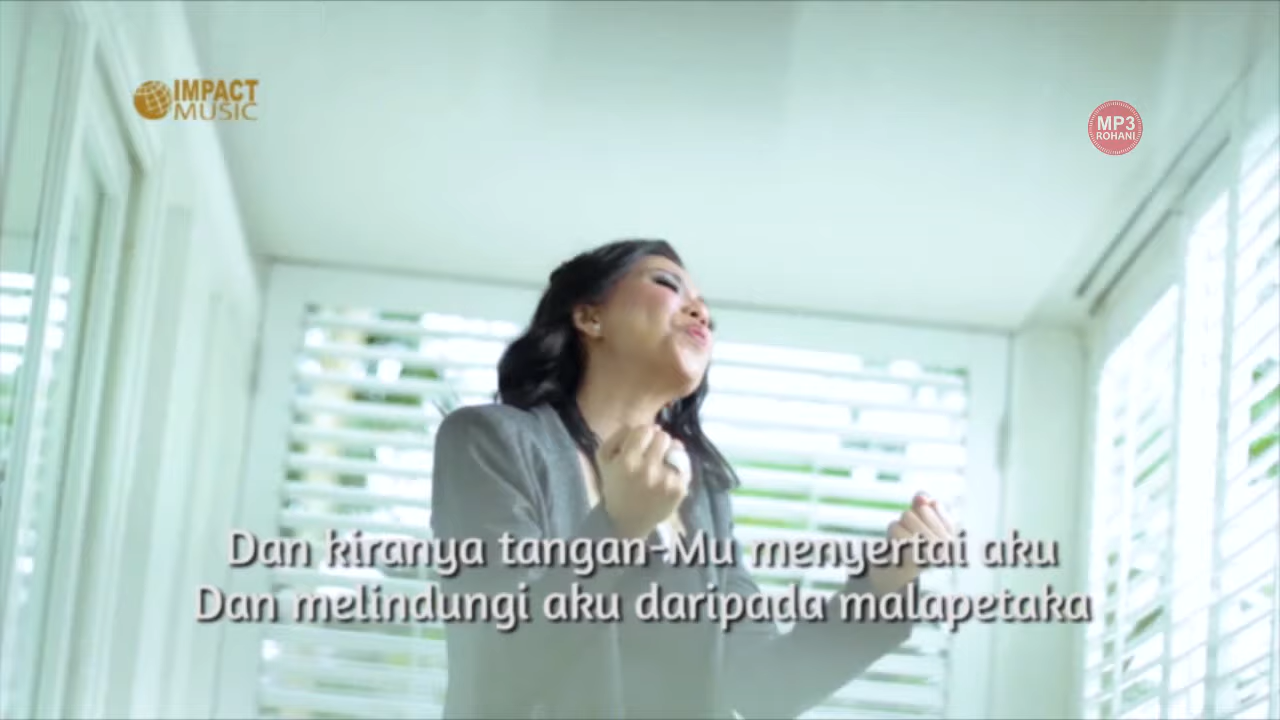 IMPACT
MUSIC
MP3
ROHANI
Dan kiranya tangan-Mu menyertai aku
Dan melindungi aku daripada malapetaka